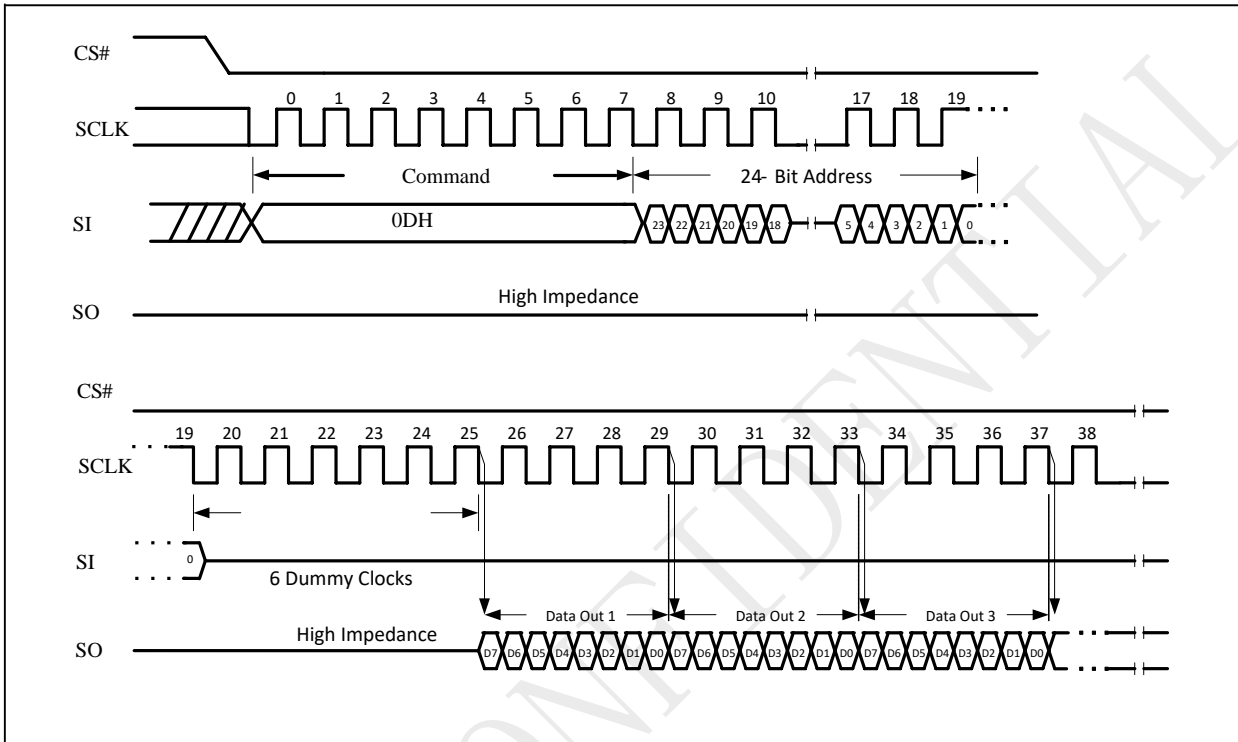 CS#
0 1 2 3 4 5 6 7 8 9 10 17 18 19
SCLK
Command 24- Bit Address
SI 0DH 23 22 21 20 19 18 5 4 3 2 1 0
High Impedance
SO
CS#
19 20 21 22 23 24 25 26 27 28 29 30 31 32 33 34 35 36 37 38
SCLK
SI 0
6 Dummy Clocks
Data Out 1 Data Out 2 Data Out 3
High Impedance
SO D7 D6 D5 D4 D3 D2 D1 D0 D7 D6 D5 D4 D3 D2 D1 D0 D7 D6 D5 D4 D3 D2 D1 D0
ONFIDENTIAL